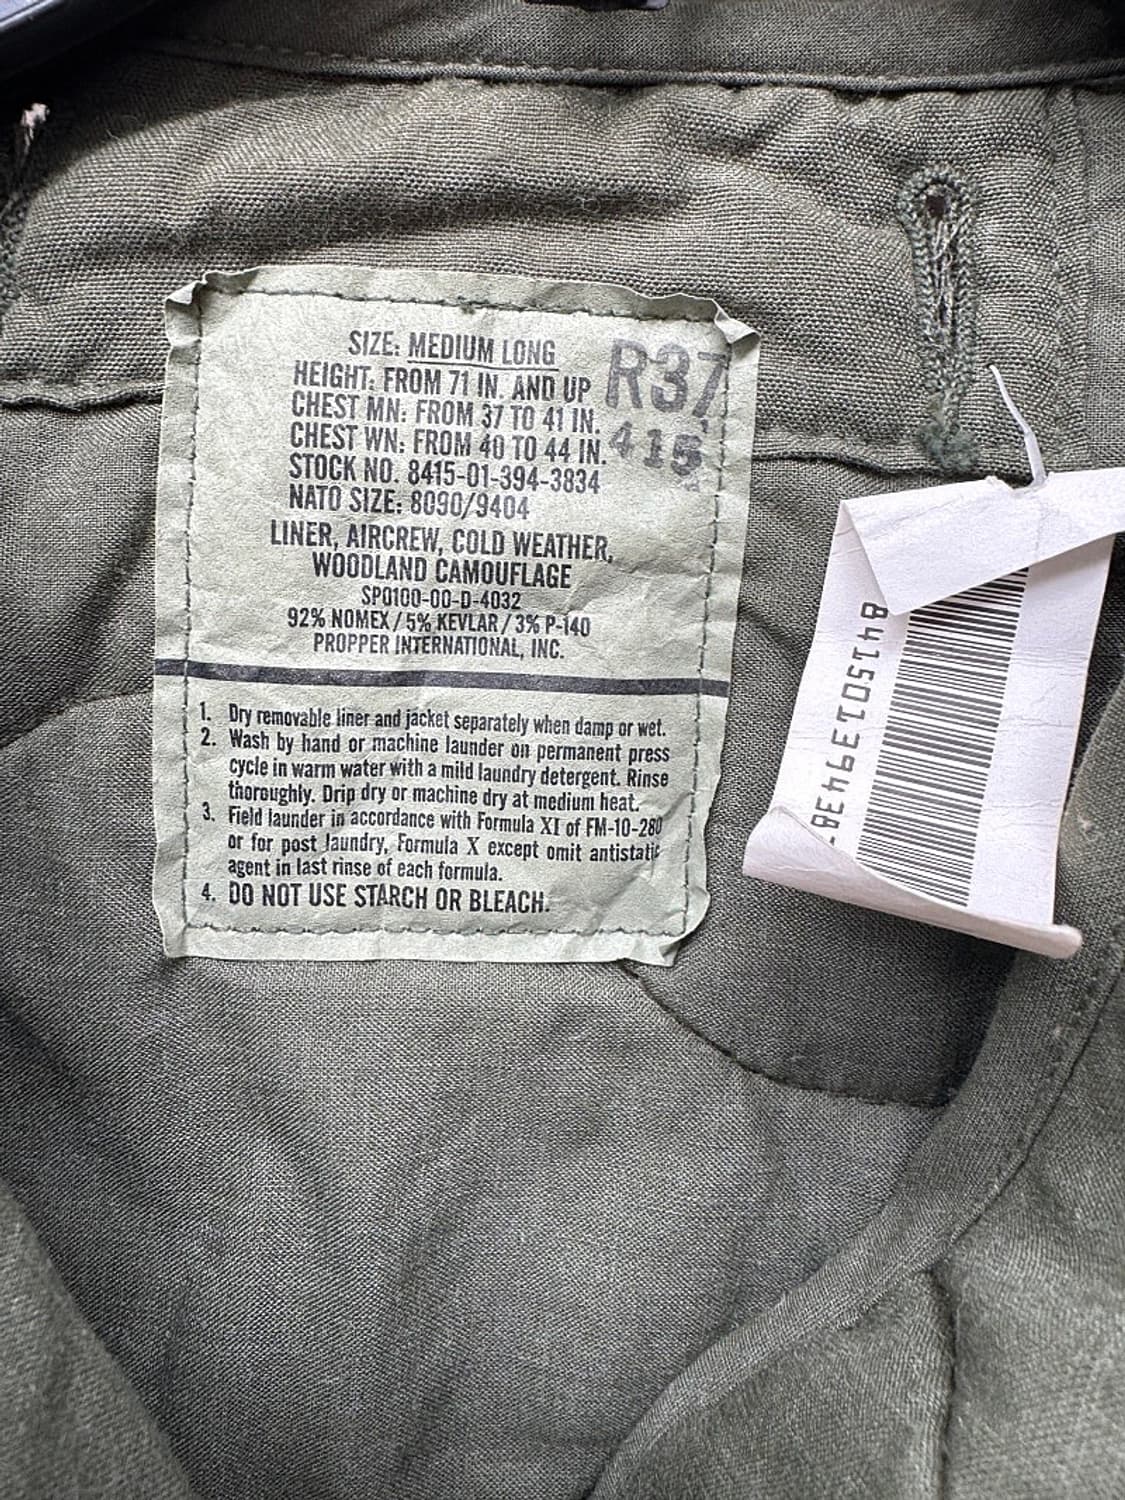 SIZE: MEDIUM LONG
HEIGHT: FROM 71 IN. AND UP
CHEST MN: FROM 37 TO 41 IN.
CHEST WN: FROM 40 TO 44 IN.
STOCK NO. 8415-01-394-3834
NATO SIZE: 8090/9404
R37
415
LINER, AIRCREW, COLD WEATHER,
WOODLAND CAMOUFLAGE
SPO100-00-D-4032
92% NOMEX / 5% KEVLAR / 3% P-140
PROPPER INTERNATIONAL, INC.
1. Dry removable liner and jacket separately when damp or wet.
2. Wash by hand or machine launder on permanent press
cycle in warm water with a mild laundry detergent. Rinse
thoroughly. Drip dry or machine dry at medium heat.
3. Field launder in accordance with Formula XI of FM-10-280
or for post laundry, Formula X except omit antistatic
agent in last rinse of each formula.
4. DO NOT USE STARCH OR BLEACH.
84150139438